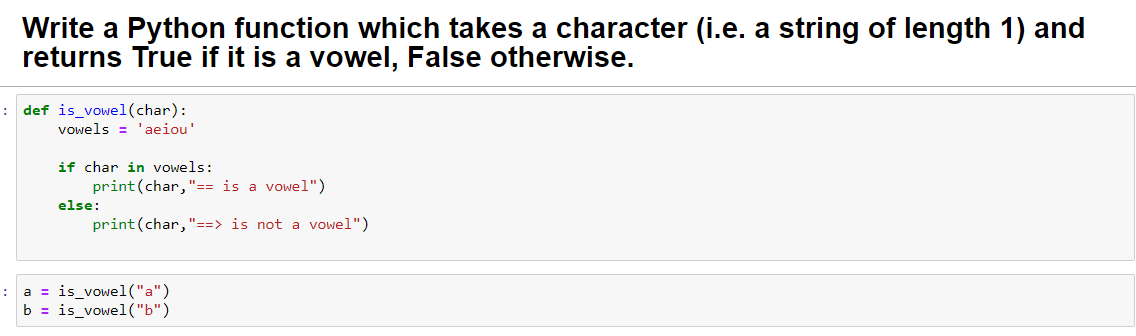 Write a Python function which takes a character (i.e. a string of length 1) and
returns True if it is a vowel, False otherwise.
: def is_vowel(char):
    vowels = 'aeiou'
    if char in vowels:
        print(char,"== is a vowel")
    else:
        print(char,"==> is not a vowel")
: a = is_vowel("a")
b = is_vowel("b")